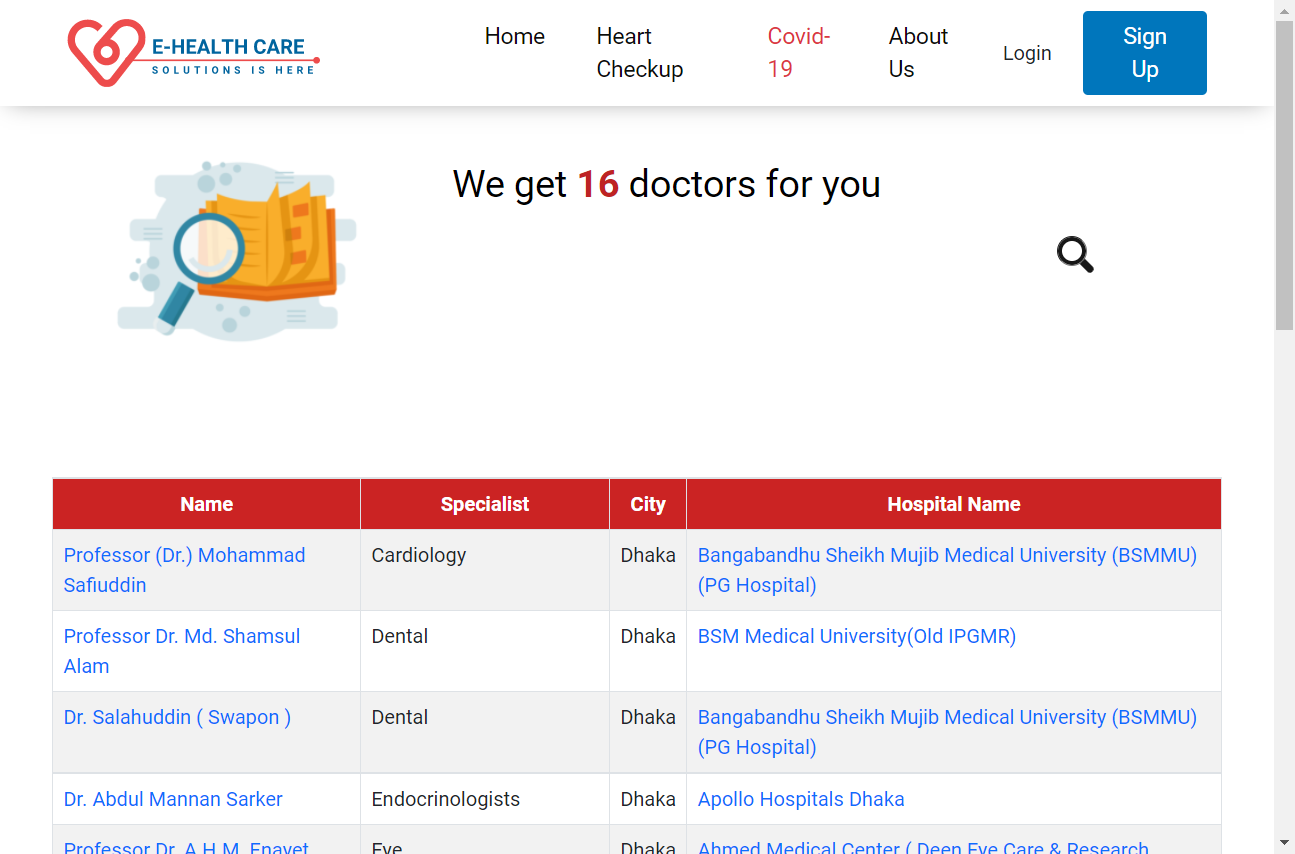 E-HEALTH CARE
SOLUTIONS IS HERE
Home
Heart
Checkup
Covid-
19
About
Us
Login
Sign
Up
We get 16 doctors for you
Name Specialist City Hospital Name
Professor (Dr.) Mohammad
Safiuddin
Cardiology
Dhaka
Bangabandhu Sheikh Mujib Medical University (BSMMU)
(PG Hospital)
Professor Dr. Md. Shamsul
Alam
Dental
Dhaka
BSM Medical University(Old IPGMR)
Dr. Salahuddin ( Swapon )
Dental
Dhaka
Bangabandhu Sheikh Mujib Medical University (BSMMU)
(PG Hospital)
Dr. Abdul Mannan Sarker
Endocrinologists
Dhaka
Apollo Hospitals Dhaka
Professor Dr. A.H.M. Enayet
Eye
Dhaka
Ahmed Medical Center ( Deen Eye Care & Research